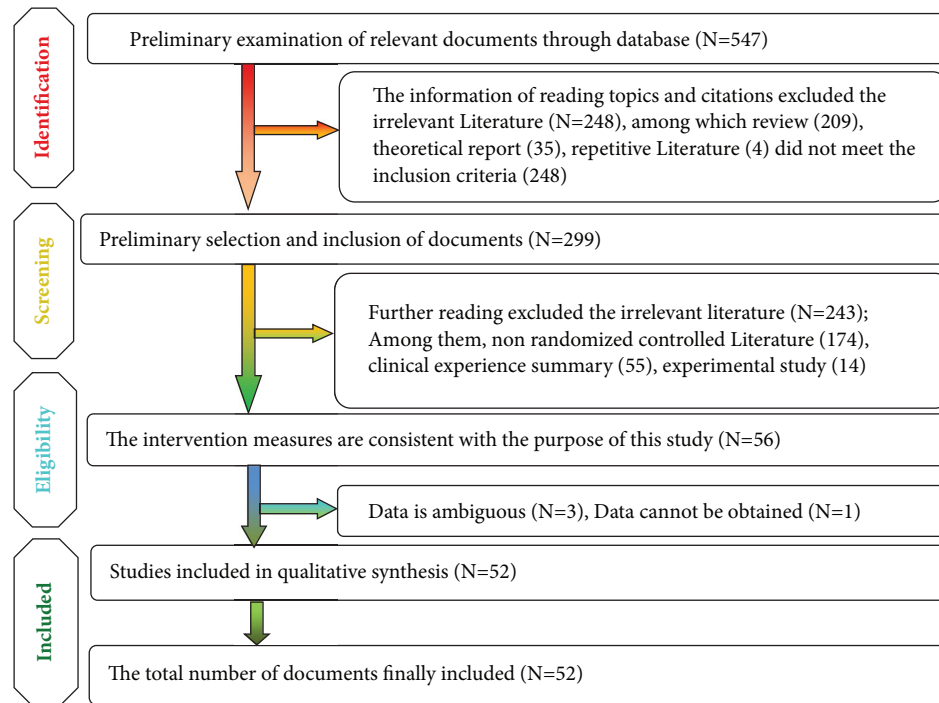 Identification
Preliminary examination of relevant documents through database (N=547)
The information of reading topics and citations excluded the
irrelevant Literature (N=248), among which review (209),
theoretical report (35), repetitive Literature (4) did not meet the
inclusion criteria (248)
Screening
Preliminary selection and inclusion of documents (N=299)
Further reading excluded the irrelevant literature (N=243);
Among them, non randomized controlled Literature (174),
clinical experience summary (55), experimental study (14)
Eligibility
The intervention measures are consistent with the purpose of this study (N=56)
Data is ambiguous (N=3), Data cannot be obtained (N=1)
Included
Studies included in qualitative synthesis (N=52)
The total number of documents finally included (N=52)